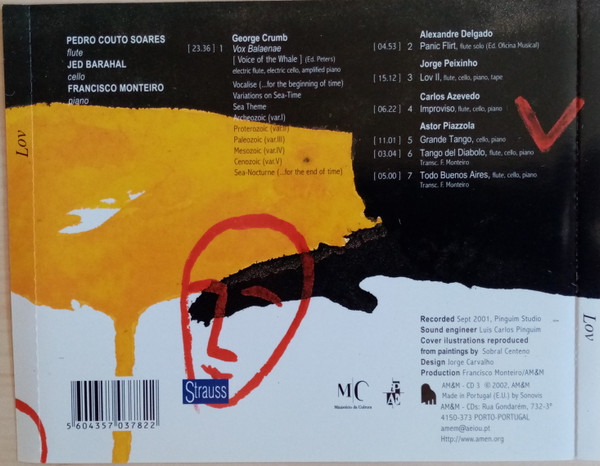 Lov
PEDRO COUTO SOARES
flute
JED BARAHAL
cello
FRANCISCO MONTEIRO
piano
[ 23.36 ] 1 George Crumb
Vox Balaenae
[ Voice of the Whale ] (Ed. Peters)
electric flute, electric cello, amplified piano
Vocalise (...for the beginning of time)
Variations on Sea-Time
Sea Theme
Archeozoic (var.I)
Proterozoic (var.II)
Paleozoic (var.III)
Mesozoic (var.IV)
Cenozoic (var.V)
Sea-Nocturne (...for the end of time)
Alexandre Delgado
[ 04.53 ] 2 Panic Flirt, flute solo (Ed. Oficina Musical)
Jorge Peixinho
[ 15.12 ] 3 Lov II, flute, cello, piano, tape
Carlos Azevedo
[ 06.22 ] 4 Improviso, flute, cello, piano
Astor Piazzola
[ 11.01 ] 5 Grande Tango, cello, piano
[ 03.04 ] 6 Tango del Diabolo, flute, cello, piano
Transc. F. Monteiro
[ 05.00 ] 7 Todo Buenos Aires, flute, cello, piano
Transc. F. Monteiro
Recorded Sept 2001, Pinguim Studio
Sound engineer Luis Carlos Pinguim
Cover ilustrations reproduced
from paintings by Sobral Centeno
Design Jorge Carvalho
Production Francisco Monteiro/AM&M
AM&M - CD 3 © 2002, AM&M
Made in Portugal (E.U.) by Sonovis
AM&M - CDs: Rua Gondarém, 732-3º
4150-373 PORTO-PORTUGAL
amem@aeiou.pt
Http://www.amen.org
5 604357 037822
Strauss
M C
Ministério da Cultura
Lov